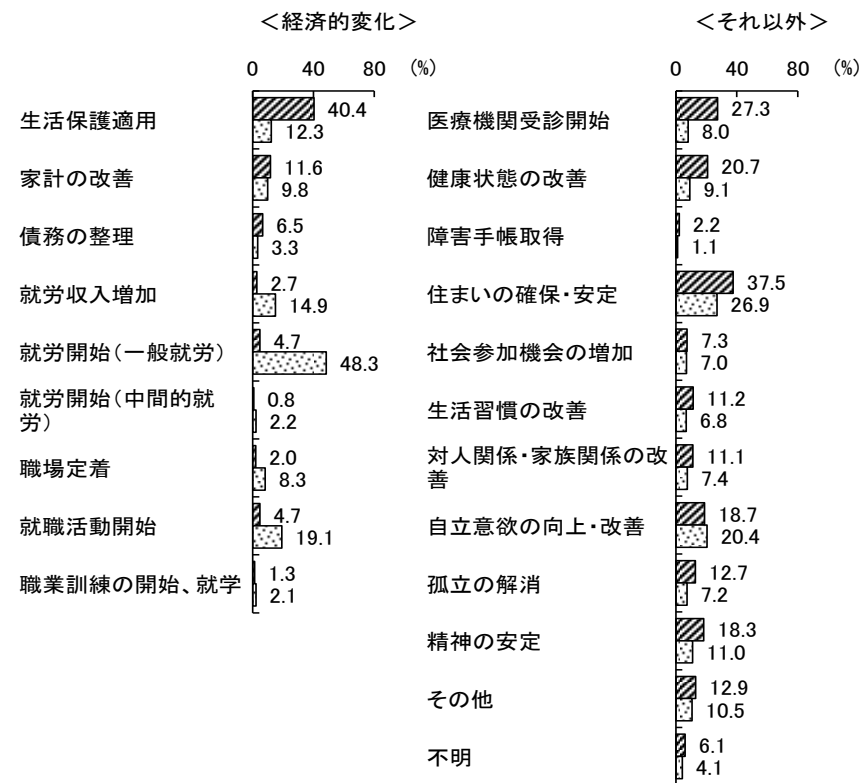 ＜経済的変化＞
0 40 80 (%)
生活保護適用
40.4
12.3
家計の改善
11.6
9.8
債務の整理
6.5
3.3
就労収入増加
2.7
14.9
就労開始（一般就労）
4.7
48.3
就労開始（中間的就
労）
0.8
2.2
職場定着
2.0
8.3
就職活動開始
4.7
19.1
職業訓練の開始、就学
1.3
2.1
＜それ以外＞
0 40 80 (%)
医療機関受診開始
27.3
8.0
健康状態の改善
20.7
9.1
障害手帳取得
2.2
1.1
住まいの確保・安定
37.5
26.9
社会参加機会の増加
7.3
7.0
生活習慣の改善
11.2
6.8
対人関係・家族関係の改
善
11.1
7.4
自立意欲の向上・改善
18.7
20.4
孤立の解消
12.7
7.2
精神の安定
18.3
11.0
その他
12.9
10.5
不明
6.1
4.1